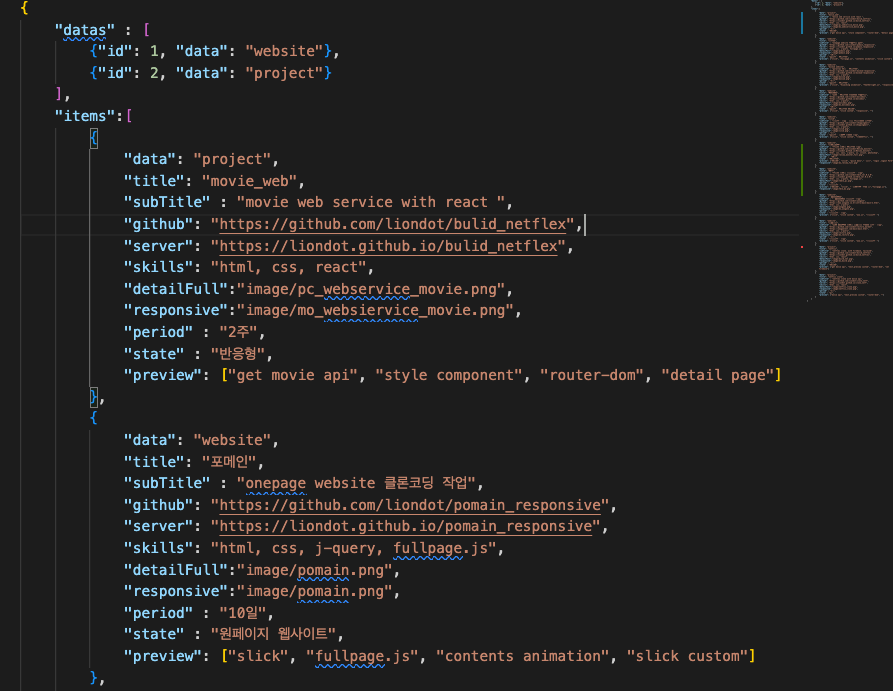 {
"datas" : [
{"id": 1, "data": "website"},
{"id": 2, "data": "project"}
],
"items":[
{
"data": "project",
"title": "movie_web",
"subTitle" : "movie web service with react ",
"github": "https://github.com/liondot/bulid_netflex",
"server": "https://liondot.github.io/bulid_netflex",
"skills": "html, css, react",
"detailFull":"image/pc_webservice_movie.png",
"responsive":"image/mo_websiervice_movie.png",
"period" : "2주",
"state" : "반응형",
"preview": ["get movie api", "style component", "router-dom", "detail page"]
},
{
"data": "website",
"title": "포메인",
"subTitle" : "onepage website 클론코딩 작업",
"github": "https://github.com/liondot/pomain_responsive",
"server": "https://liondot.github.io/pomain_responsive",
"skills": "html, css, j-query, fullpage.js",
"detailFull":"image/pomain.png",
"responsive":"image/pomain.png",
"period" : "10일",
"state" : "원페이지 웹사이트",
"preview": ["slick", "fullpage.js", "contents animation", "slick custom"]
},